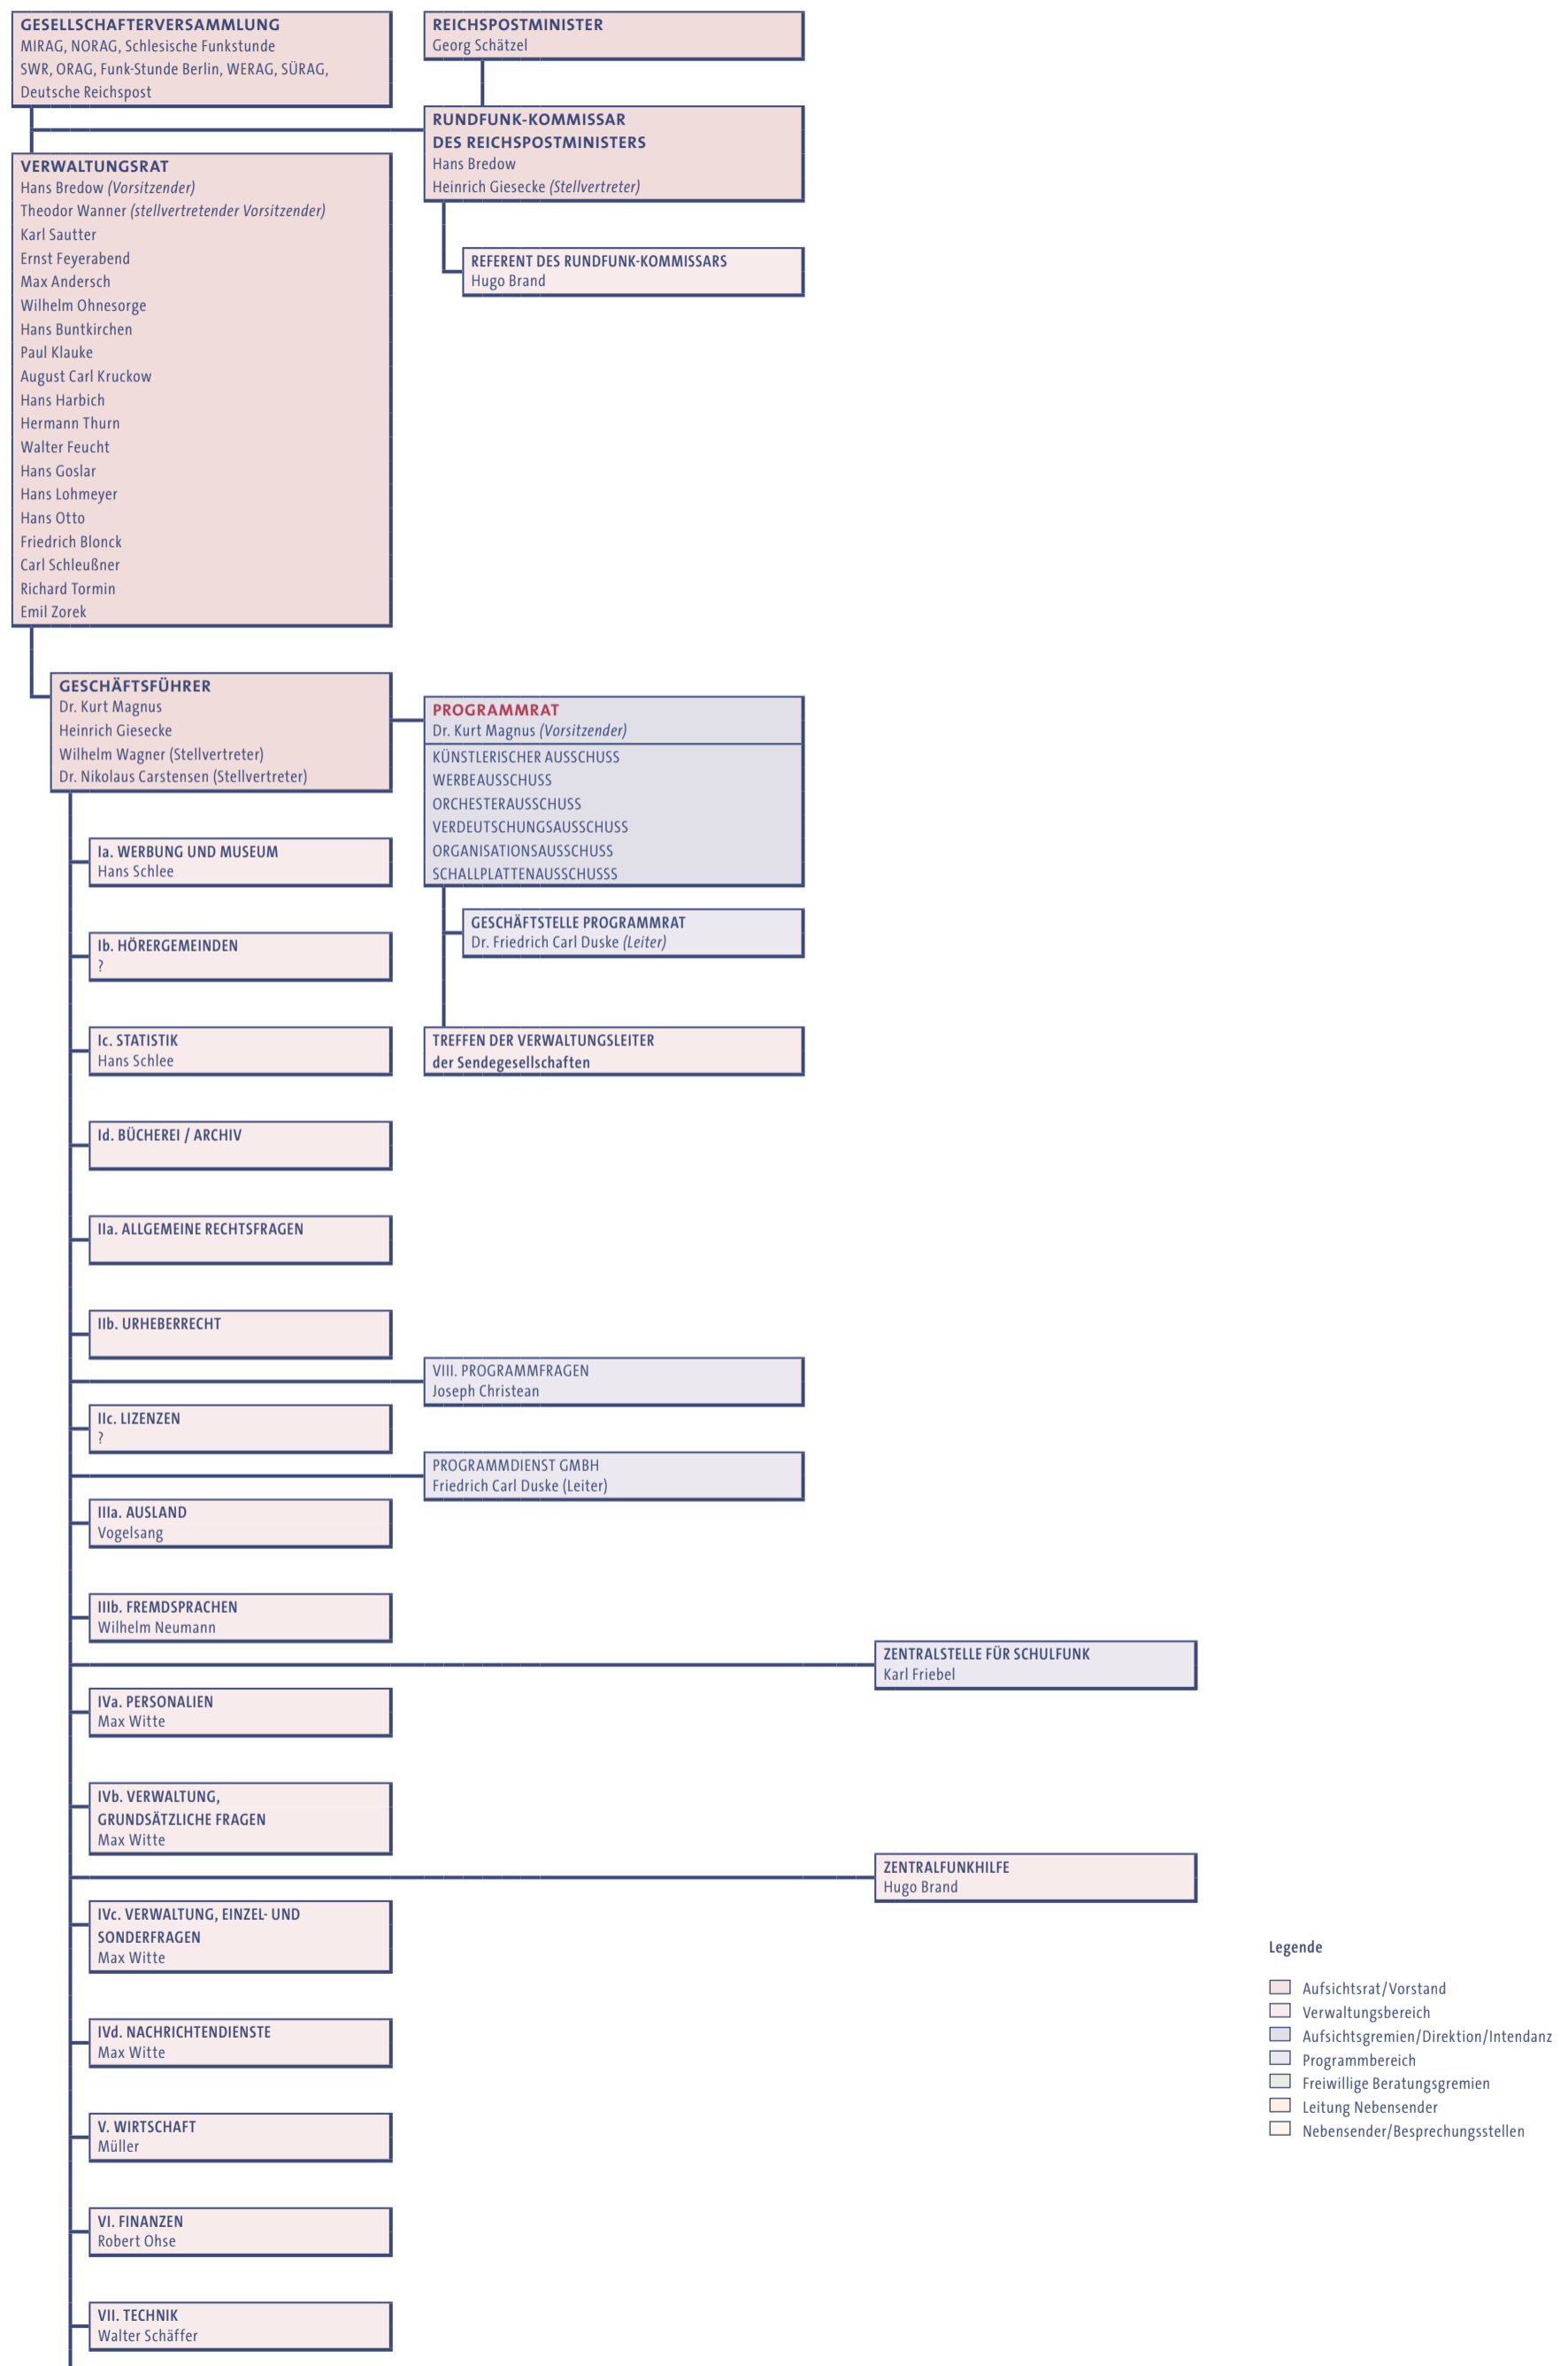 GESELLSCHAFTERVERSAMMLUNG
MIRAG, NORAG, Schlesische Funkstunde
SWR, ORAG, Funk-Stunde Berlin, WERAG, SÜRAG,
Deutsche Reichspost
REICHSPOSTMINISTER
Georg Schätzel
RUNDFUNK-KOMMISSAR
DES REICHSPOSTMINISTERS
Hans Bredow
Heinrich Giesecke (Stellvertreter)
REFERENT DES RUNDFUNK-KOMMISSARS
Hugo Brand
VERWALTUNGSRAT
Hans Bredow (Vorsitzender)
Theodor Wanner (stellvertretender Vorsitzender)
Karl Sautter
Ernst Feyerabend
Max Andersch
Wilhelm Ohnesorge
Hans Buntkirchen
Paul Klauke
August Carl Kruckow
Hans Harbich
Hermann Thurn
Walter Feucht
Hans Goslar
Hans Lohmeyer
Hans Otto
Friedrich Blonck
Carl Schleußner
Richard Tormin
Emil Zorek
GESCHÄFTSFÜHRER
Dr. Kurt Magnus
Heinrich Giesecke
Wilhelm Wagner (Stellvertreter)
Dr. Nikolaus Carstensen (Stellvertreter)
PROGRAMMRAT
Dr. Kurt Magnus (Vorsitzender)
KÜNSTLERISCHER AUSSCHUSS
WERBEAUSSCHUSS
ORCHESTERAUSSCHUSS
VERDEUTSCHUNGSAUSSCHUSS
ORGANISATIONSAUSSCHUSS
SCHALLPLATTENAUSSCHUSSS
GESCHÄFTSTELLE PROGRAMMRAT
Dr. Friedrich Carl Duske (Leiter)
TREFFEN DER VERWALTUNGSLEITER
der Sendegesellschaften
Ia. WERBUNG UND MUSEUM
Hans Schlee
Ib. HÖRERGEMEINDEN
?
Ic. STATISTIK
Hans Schlee
Id. BÜCHEREI / ARCHIV
IIa. ALLGEMEINE RECHTSFRAGEN
IIb. URHEBERRECHT
VIII. PROGRAMMFRAGEN
Joseph Christean
IIc. LIZENZEN
?
PROGRAMMDIENST GMBH
Friedrich Carl Duske (Leiter)
IIIa. AUSLAND
Vogelsang
IIIb. FREMDSPRACHEN
Wilhelm Neumann
ZENTRALSTELLE FÜR SCHULFUNK
Karl Friebel
IVa. PERSONALIEN
Max Witte
IVb. VERWALTUNG,
GRUNDSÄTZLICHE FRAGEN
Max Witte
ZENTRALFUNKHILFE
Hugo Brand
IVc. VERWALTUNG, EINZEL- UND
SONDERFRAGEN
Max Witte
IVd. NACHRICHTENDIENSTE
Max Witte
V. WIRTSCHAFT
Müller
VI. FINANZEN
Robert Ohse
VII. TECHNIK
Walter Schäffer
Legende
Aufsichtsrat/Vorstand
Verwaltungsbereich
Aufsichtsgremien/Direktion/Intendanz
Programmbereich
Freiwillige Beratungsgremien
Leitung Nebensender
Nebensender/Besprechungsstellen